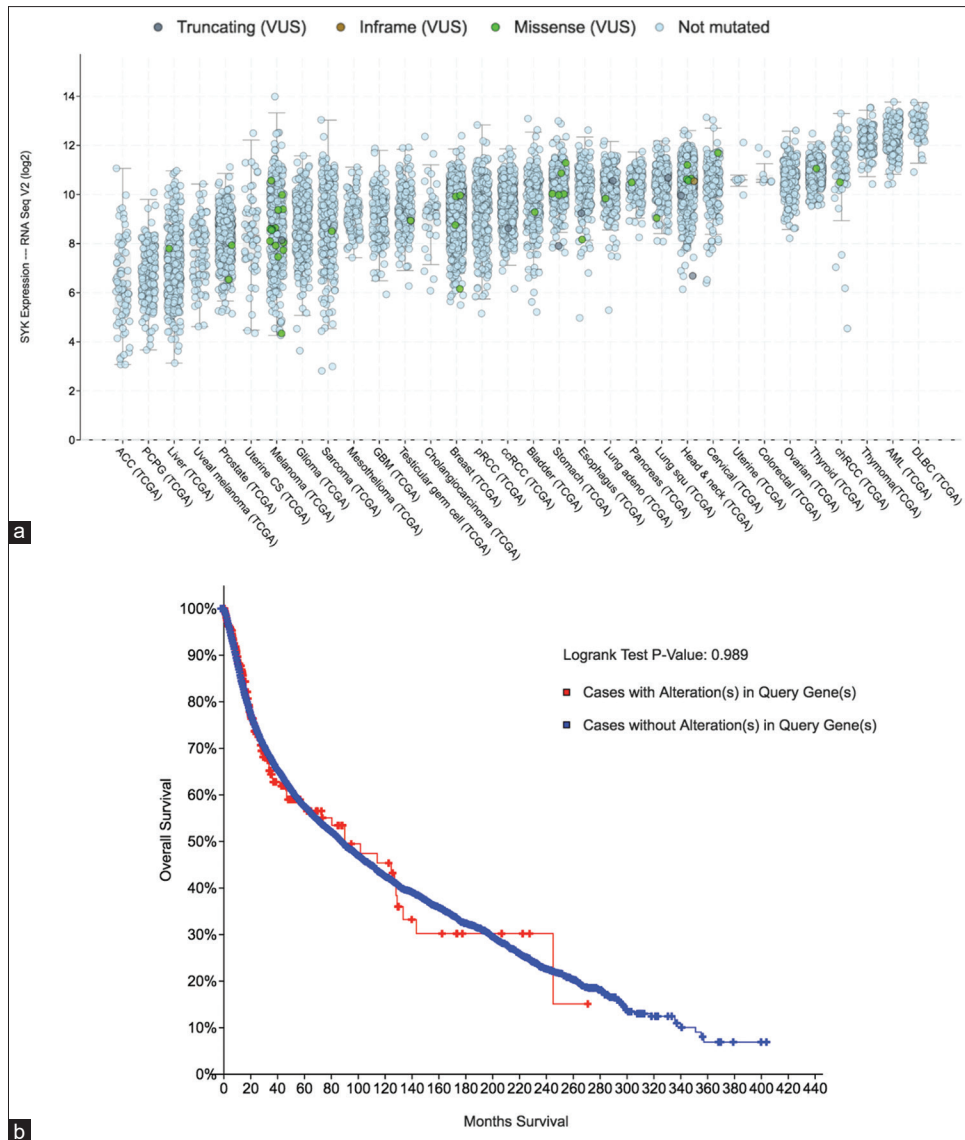 Truncating (VUS) Inframe (VUS) Missense (VUS) Not mutated
SYK Expression --- RNA Seq V2 (log2)
14
12
10
8
6
4
2
0
ACC (TCGA)
PCPG (TCGA)
Liver (TCGA)
Uveal melanoma (TCGA)
Prostate (TCGA)
Uterine CS (TCGA)
Melanoma (TCGA)
Glioma (TCGA)
Sarcoma (TCGA)
Mesothelioma (TCGA)
GBM (TCGA)
Testicular germ cell (TCGA)
Cholangiocarcinoma (TCGA)
Breast (TCGA)
pRCC (TCGA)
ccRCC (TCGA)
Bladder (TCGA)
Stomach (TCGA)
Esophagus (TCGA)
Lung adeno (TCGA)
Pancreas (TCGA)
Lung squ (TCGA)
Head & neck (TCGA)
Cervical (TCGA)
Uterine (TCGA)
Colorectal (TCGA)
Ovarian (TCGA)
Thyroid (TCGA)
chRCC (TCGA)
Thymoma (TCGA)
AML (TCGA)
DLBC (TCGA)
a
100%
90%
80%
70%
60%
50%
40%
30%
20%
10%
0%
Overall Survival
Logrank Test P-Value: 0.989
Cases with Alteration(s) in Query Gene(s)
Cases without Alteration(s) in Query Gene(s)
0 20 40 60 80 100 120 140 160 180 200 220 240 260 280 300 320 340 360 380 400 420 440
Months Survival
b